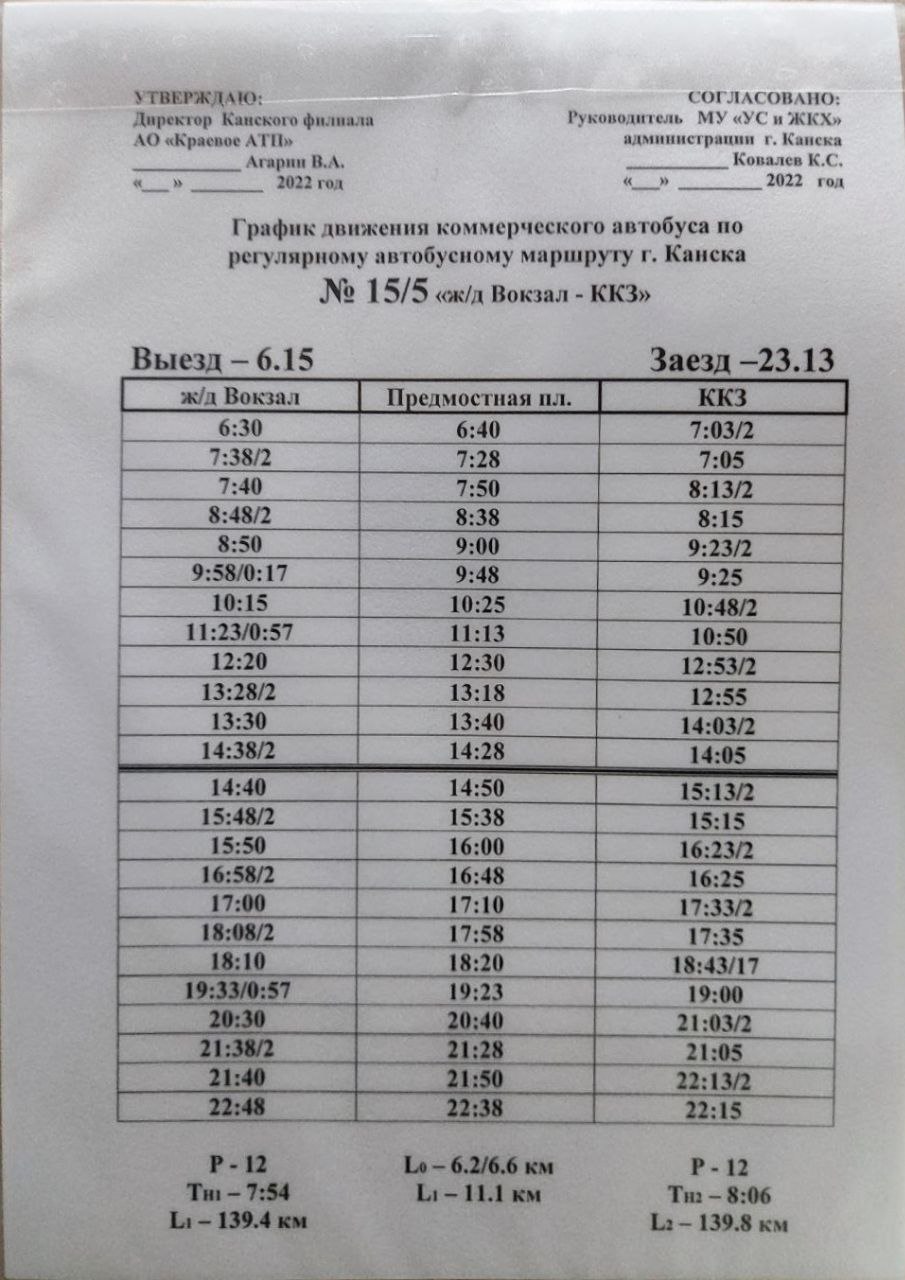 УТВЕРЖДАЮ:
Директор Канского филиала
АО «Краевое АТП»
____________ Агарин В.А.
«___ » ________ 2022 год
СОГЛАСОВАНО:
Руководитель МУ «УС и ЖКХ»
администрации г. Канска
___________ Ковалев К.С.
«___» _________ 2022 год
График движения коммерческого автобуса по
регулярному автобусному маршруту г. Канска
№ 15/5 «ж/д Вокзал - ККЗ»
Выезд – 6.15 Заезд –23.13
ж/д Вокзал Предмостная пл. ККЗ
6:30 6:40 7:03/2
7:38/2 7:28 7:05
7:40 7:50 8:13/2
8:48/2 8:38 8:15
8:50 9:00 9:23/2
9:58/0:17 9:48 9:25
10:15 10:25 10:48/2
11:23/0:57 11:13 10:50
12:20 12:30 12:53/2
13:28/2 13:18 12:55
13:30 13:40 14:03/2
14:38/2 14:28 14:05
14:40 14:50 15:13/2
15:48/2 15:38 15:15
15:50 16:00 16:23/2
16:58/2 16:48 16:25
17:00 17:10 17:33/2
18:08/2 17:58 17:35
18:10 18:20 18:43/17
19:33/0:57 19:23 19:00
20:30 20:40 21:03/2
21:38/2 21:28 21:05
21:40 21:50 22:13/2
22:48 22:38 22:15
Р - 12 L0 – 6.2/6.6 км Р - 12
ТН1 – 7:54 L1 – 11.1 км ТН2 – 8:06
L1 – 139.4 км L2 – 139.8 км